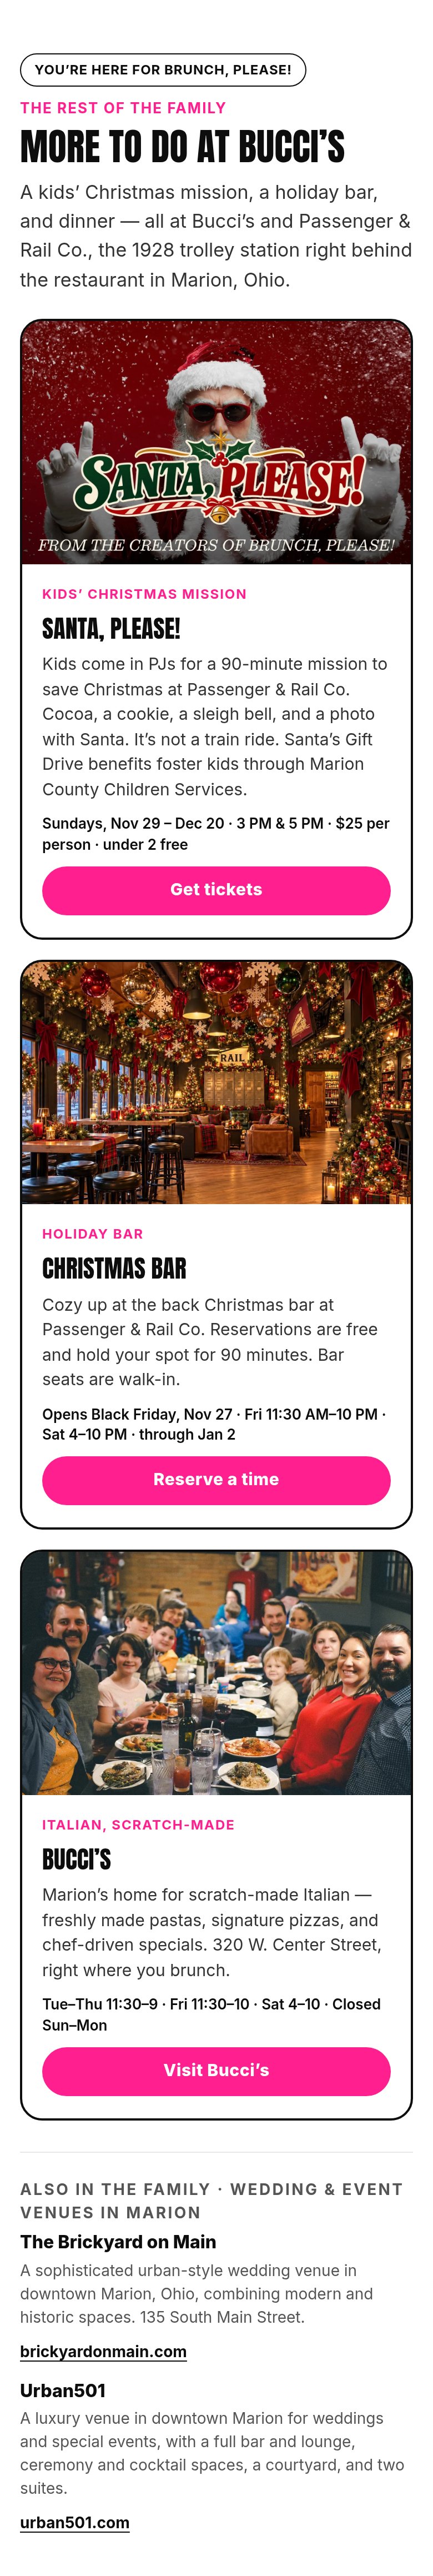 YOU’RE HERE FOR BRUNCH, PLEASE!
THE REST OF THE FAMILY
MORE TO DO AT BUCCI’S
A kids’ Christmas mission, a holiday bar,
and dinner — all at Bucci’s and Passenger &
Rail Co., the 1928 trolley station right behind
the restaurant in Marion, Ohio.
SANTA, PLEASE!
FROM THE CREATORS OF BRUNCH, PLEASE!
KIDS’ CHRISTMAS MISSION
SANTA, PLEASE!
Kids come in PJs for a 90-minute mission to
save Christmas at Passenger & Rail Co.
Cocoa, a cookie, a sleigh bell, and a photo
with Santa. It’s not a train ride. Santa’s Gift
Drive benefits foster kids through Marion
County Children Services.
Sundays, Nov 29 – Dec 20 · 3 PM & 5 PM · $25 per
person · under 2 free
Get tickets
RAIL
HOLIDAY BAR
CHRISTMAS BAR
Cozy up at the back Christmas bar at
Passenger & Rail Co. Reservations are free
and hold your spot for 90 minutes. Bar
seats are walk-in.
Opens Black Friday, Nov 27 · Fri 11:30 AM–10 PM ·
Sat 4–10 PM · through Jan 2
Reserve a time
ITALIAN, SCRATCH-MADE
BUCCI’S
Marion’s home for scratch-made Italian —
freshly made pastas, signature pizzas, and
chef-driven specials. 320 W. Center Street,
right where you brunch.
Tue–Thu 11:30–9 · Fri 11:30–10 · Sat 4–10 · Closed
Sun–Mon
Visit Bucci’s
ALSO IN THE FAMILY · WEDDING & EVENT
VENUES IN MARION
The Brickyard on Main
A sophisticated urban-style wedding venue in
downtown Marion, Ohio, combining modern and
historic spaces. 135 South Main Street.
brickyardonmain.com
Urban501
A luxury venue in downtown Marion for weddings
and special events, with a full bar and lounge,
ceremony and cocktail spaces, a courtyard, and two
suites.
urban501.com